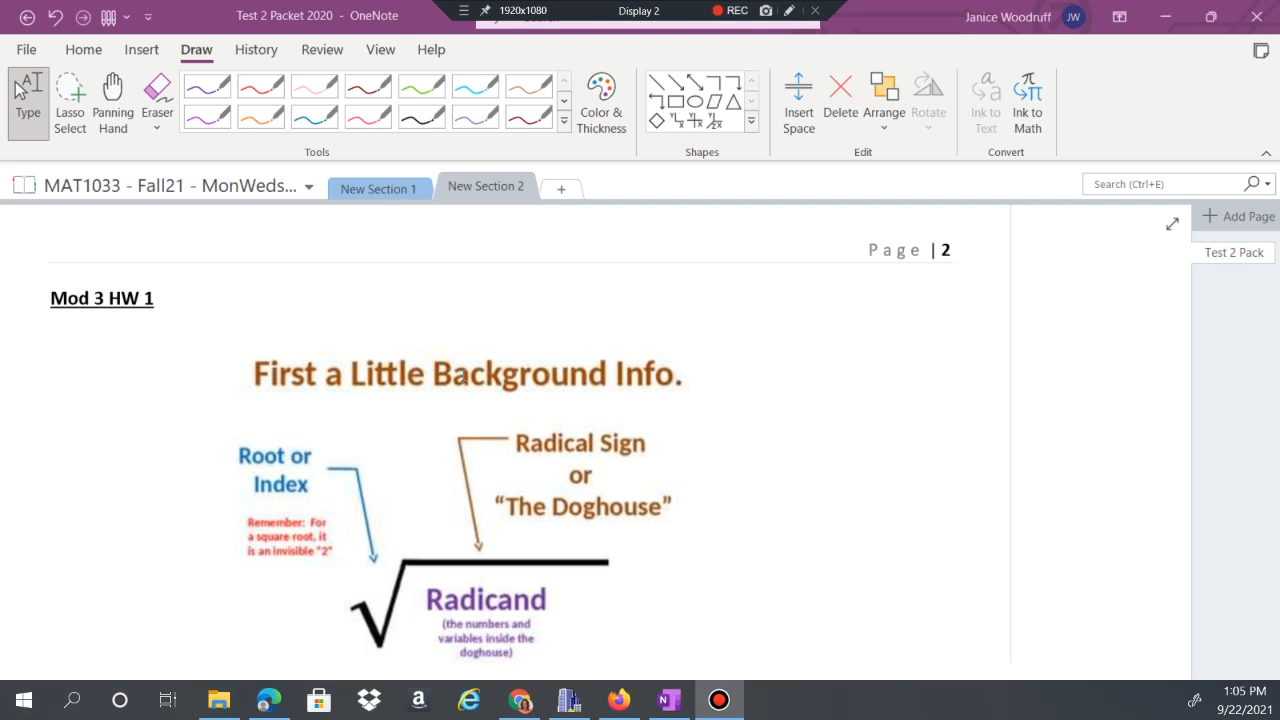 Test 2 Packet 2020 - OneNote
1920x1080
Display 2
REC
Janice Woodruff
JW
File
Home
Insert
Draw
History
Review
View
Help
Type
Lasso
Select
Panning
Hand
Eraser
Color &
Thickness
Insert
Space
Delete
Arrange
Rotate
Ink to
Text
Ink to
Math
Tools
Shapes
Edit
Convert
MAT1033 - Fall21 - MonWeds...
New Section 1
New Section 2
Search (Ctrl+E)
Add Page
Test 2 Pack
Page | 2
Mod 3 HW 1
First a Little Background Info.
Root or
Index
Remember: For
a square root, it
is an invisible "2"
Radical Sign
or
“The Doghouse”
Radicand
(the numbers and
variables inside the
doghouse)
1:05 PM
9/22/2021